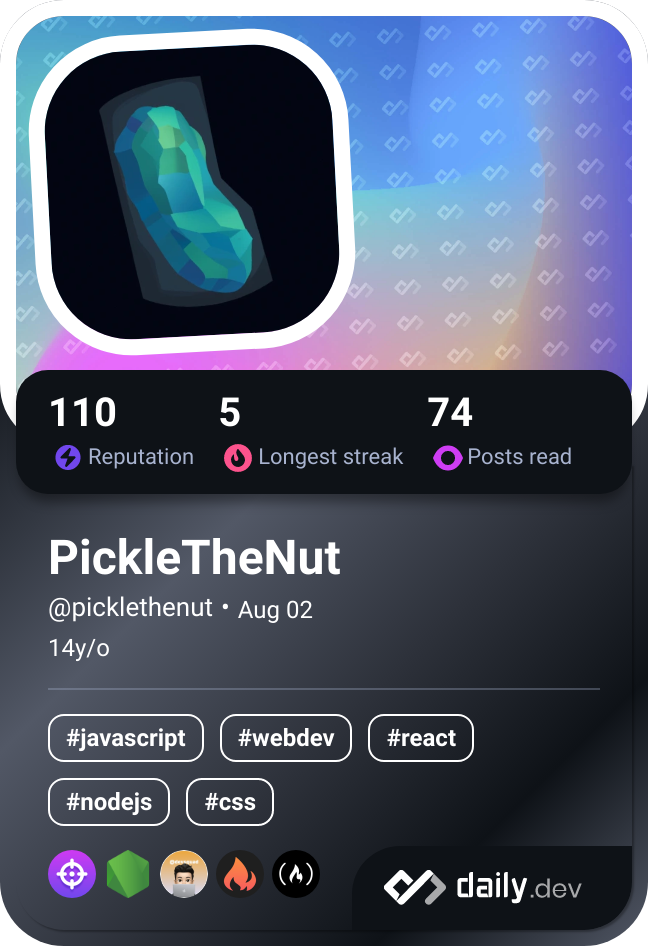 110 5 74
Reputation Longest streak Posts read
PickleTheNut
@picklethenut • Aug 02
14y/o
#javascript #webdev #react
#nodejs #css
daily.dev